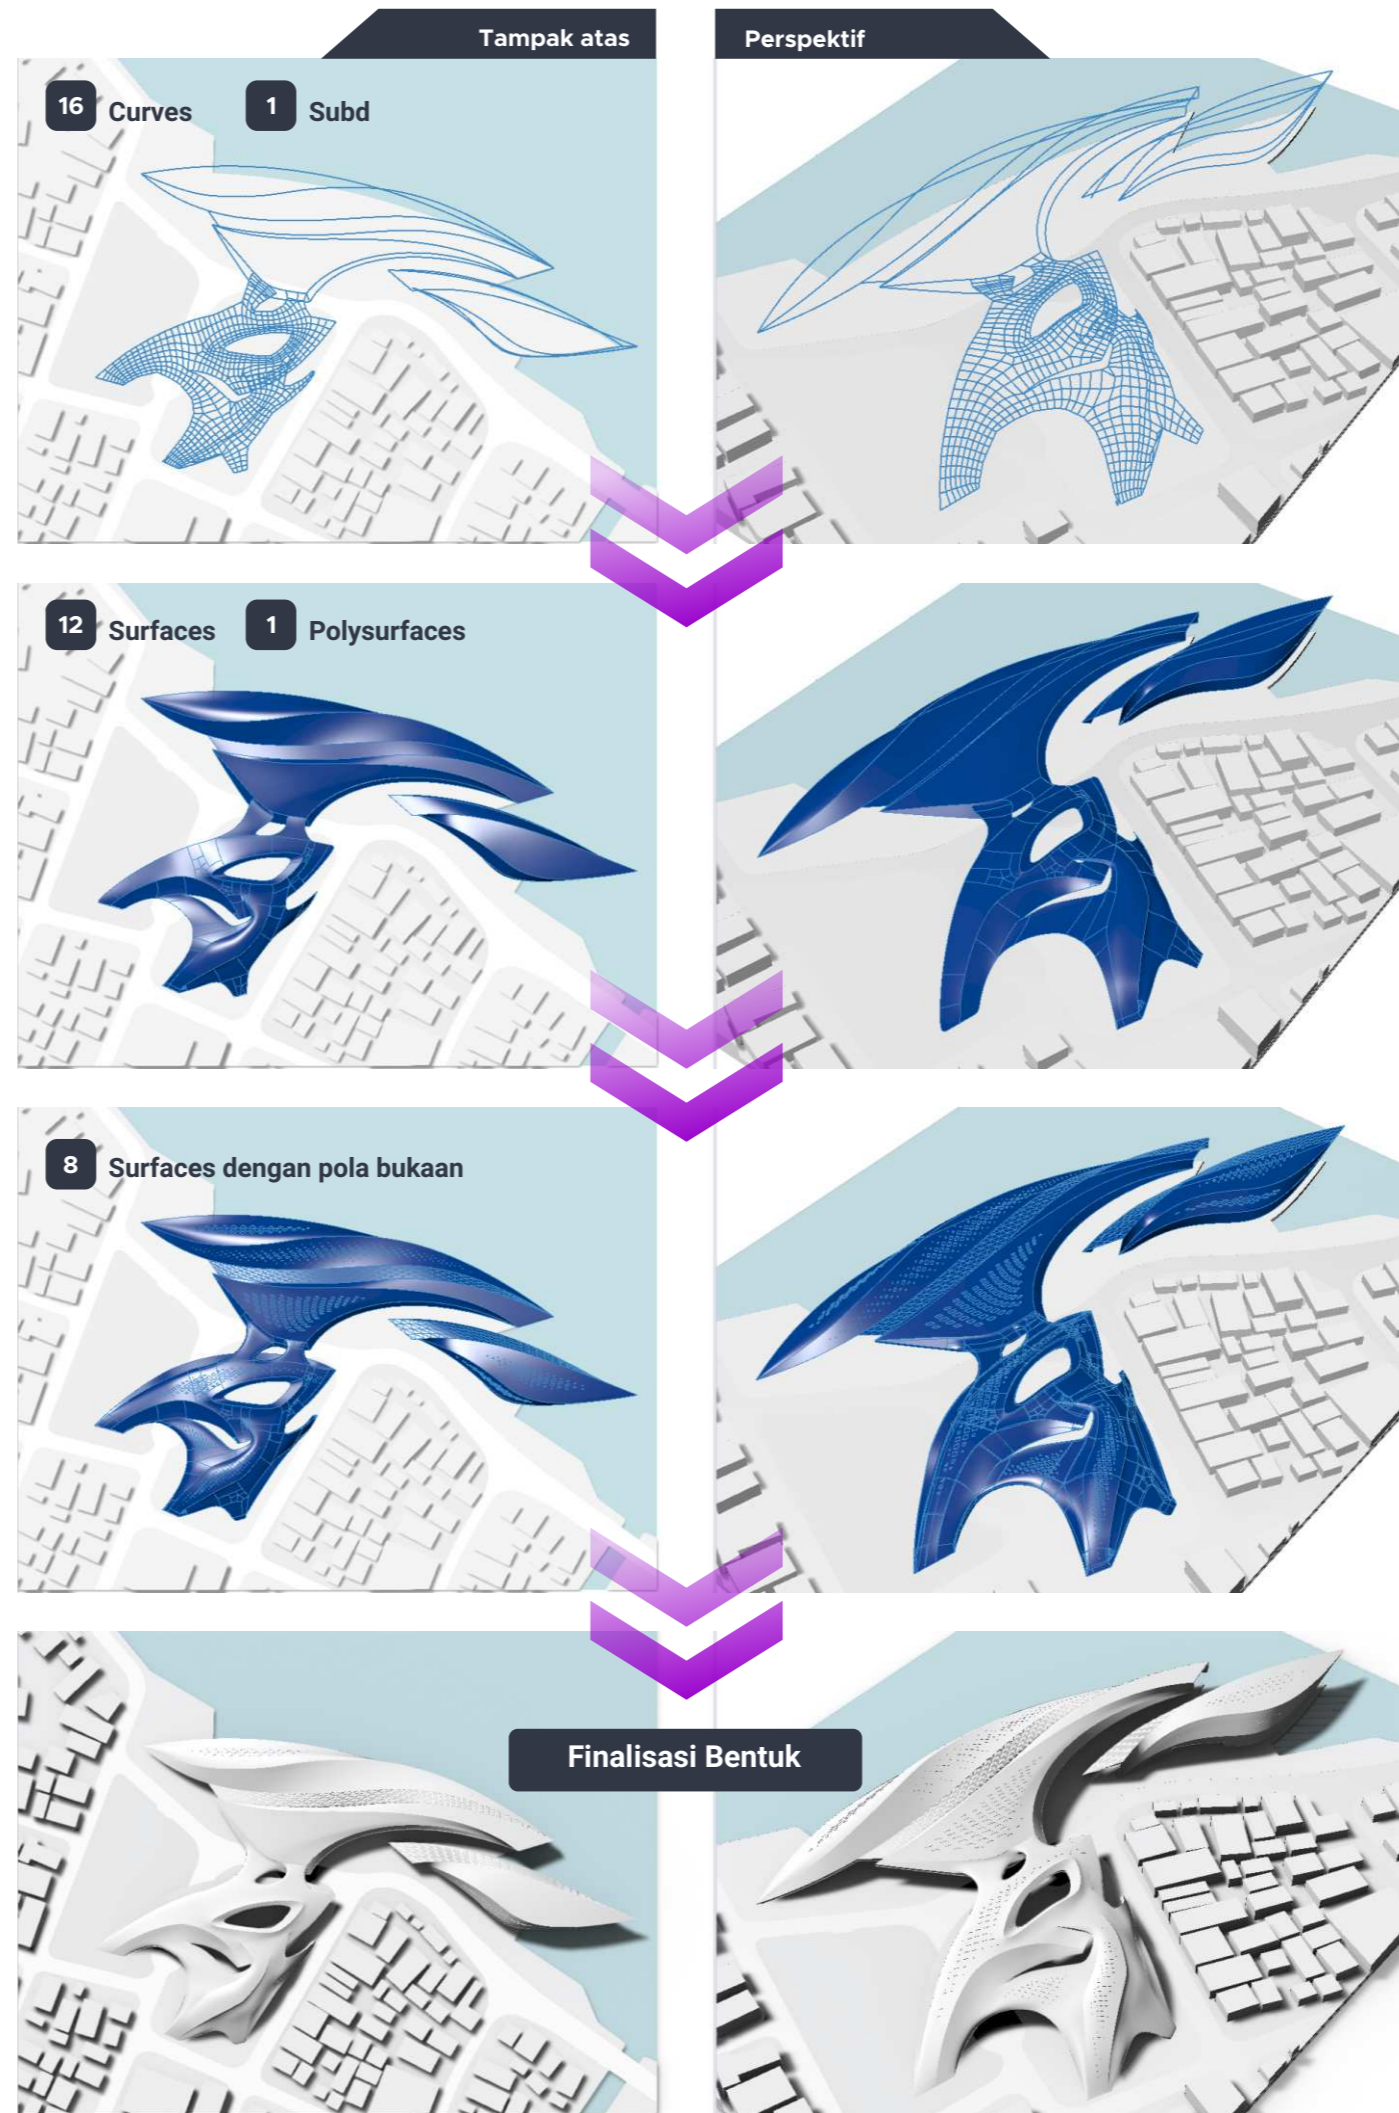 Tampak atas
Perspektif
16 Curves 1 Subd
12 Surfaces 1 Polysurfaces
8 Surfaces dengan pola bukaan
Finalisasi Bentuk